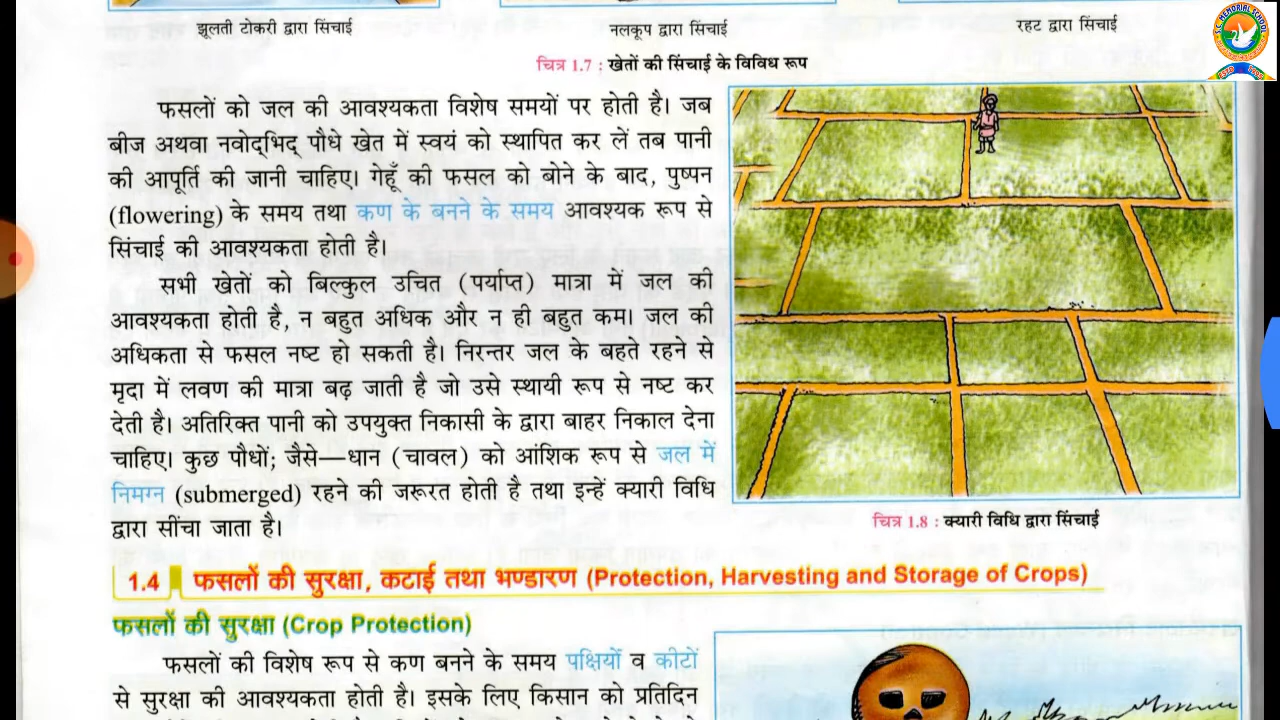 झूलती टोकरी द्वारा सिंचाई
नलकूप द्वारा सिंचाई
रहट द्वारा सिंचाई
S.C. MEMORIAL SCHOOL
चित्र 1.7 : खेतों की सिंचाई के विविध रूप
फसलों को जल की आवश्यकता विशेष समयों पर होती है। जब
बीज अथवा नवोद्‌भिद् पौधे खेत में स्वयं को स्थापित कर लें तब पानी
की आपूर्ति की जानी चाहिए। गेहूँ की फसल को बोने के बाद, पुष्पन
(flowering) के समय तथा कण के बनने के समय आवश्यक रूप से
सिंचाई की आवश्यकता होती है।
सभी खेतों को बिल्कुल उचित (पर्याप्त) मात्रा में जल की
आवश्यकता होती है, न बहुत अधिक और न ही बहुत कम। जल की
अधिकता से फसल नष्ट हो सकती है। निरन्तर जल के बहते रहने से
मृदा में लवण की मात्रा बढ़ जाती है जो उसे स्थायी रूप से नष्ट कर
देती है। अतिरिक्त पानी को उपयुक्त निकासी के द्वारा बाहर निकाल देना
चाहिए। कुछ पौधों; जैसे—धान (चावल) को आंशिक रूप से जल में
निमग्न (submerged) रहने की जरूरत होती है तथा इन्हें क्यारी विधि
द्वारा सींचा जाता है।
चित्र 1.8 : क्यारी विधि द्वारा सिंचाई
1.4 फसलों की सुरक्षा, कटाई तथा भण्डारण (Protection, Harvesting and Storage of Crops)
फसलों की सुरक्षा (Crop Protection)
फसलों की विशेष रूप से कण बनने के समय पक्षियों व कीटों
से सुरक्षा की आवश्यकता होती है। इसके लिए किसान को प्रतिदिन